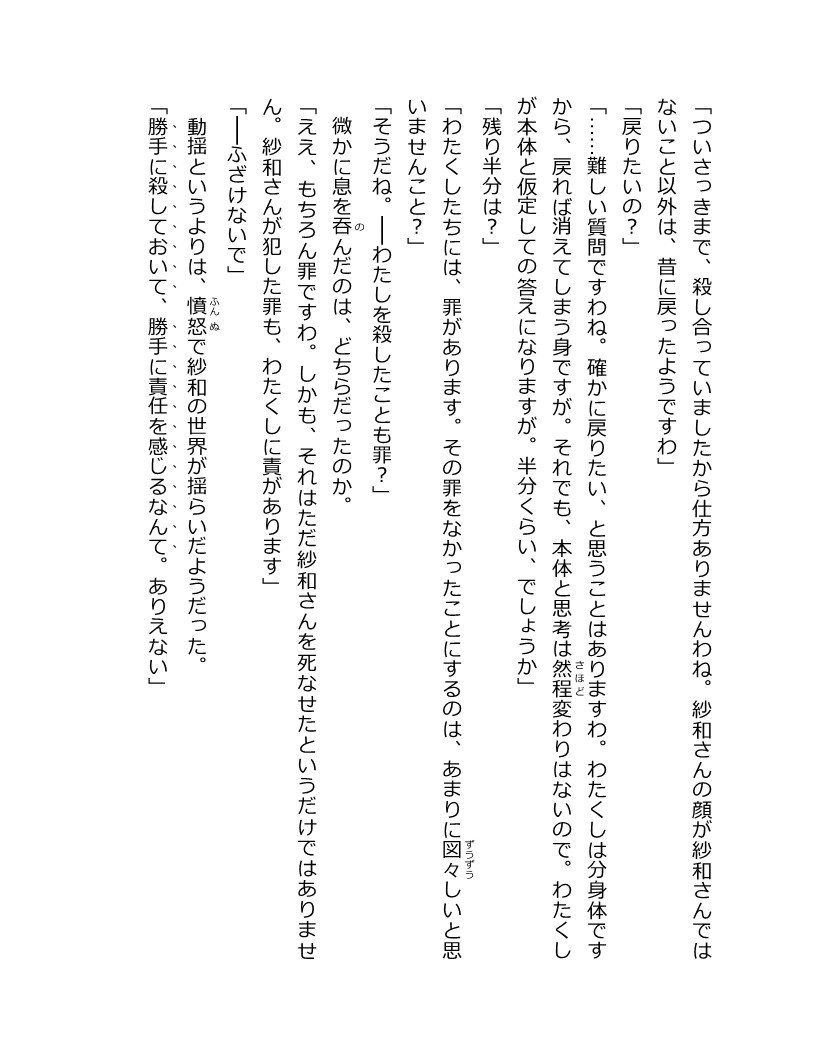 「ついさっきまで、殺し合っていましたから仕方ありませんわね。紗和さんの顔が紗和さんでは
ないこと以外は、昔に戻ったようですわ」
「戻りたいの？」
「……難しい質問ですわね。確かに戻りたい、と思うことはありますわ。わたくしは分身体です
から、戻れば消えてしまう身ですが。それでも、本体と思考は然程変わりはないので。わたくし
が本体と仮定しての答えになりますが。半分くらい、でしょうか」
「残り半分は？」
「わたくしたちには、罪があります。その罪をなかったことにするのは、あまりに図々しいと思
いませんこと？」
「そうだね。――わたしを殺したことも罪？」
微かに息を呑んだのは、どちらだったのか。
「ええ、もちろん罪ですわ。しかも、それはただ紗和さんを死なせたというだけではありませ
ん。紗和さんが犯した罪も、わたくしに責があります」
「――ふざけないで」
動揺というよりは、憤怒で紗和の世界が揺らいだようだった。
「勝手に殺しておいて、勝手に責任を感じるなんて。ありえない」